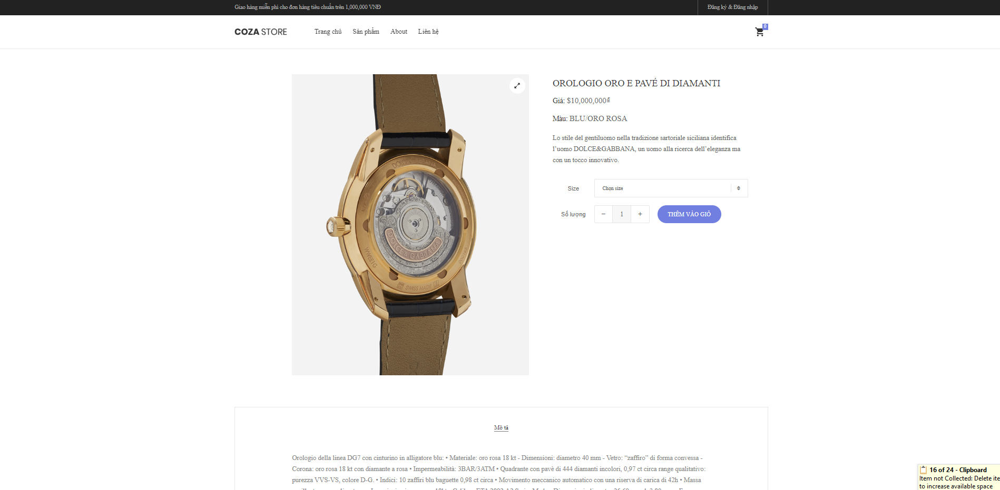 Giao hàng miễn phí cho đơn hàng tiêu chuẩn trên 1,000,000 VNĐ
Đăng ký & Đăng nhập
COZA STORE
Trang chủ
Sản phẩm
About
Liên hệ
0
OROLOGIO ORO E PAVÉ DI DIAMANTI
Giá: $10,000,000₫
Màu: BLU/ORO ROSA
Lo stile del gentiluomo nella tradizione sartoriale siciliana identifica
l’uomo DOLCE&GABBANA, un uomo alla ricerca dell’eleganza ma
con un tocco innovativo.
Size
Chọn size
Số lượng
− 1 +
THÊM VÀO GIỎ
DOLCE & GABBANA
DOLCE & GABBANA
SWISS MADE
Mô tả
Orologio della linea DG7 con cinturino in alligatore blu: • Materiale: oro rosa 18 kt - Dimensioni: diametro 40 mm - Vetro: “zaffiro” di forma convessa -
Corona: oro rosa 18 kt con diamante a rosa • Impermeabilità: 3BAR/3ATM • Quadrante con pavè di 444 diamanti incolori, 0,97 ct circa range qualitativo:
purezza VVS-VS, colore D-G. • Indici: 10 zaffiri blu baguette 0,98 ct circa • Movimento meccanico automatico con una riserva di carica di 42h • Massa
16 of 24 - Clipboard
Item not Collected: Delete ite
to increase available space